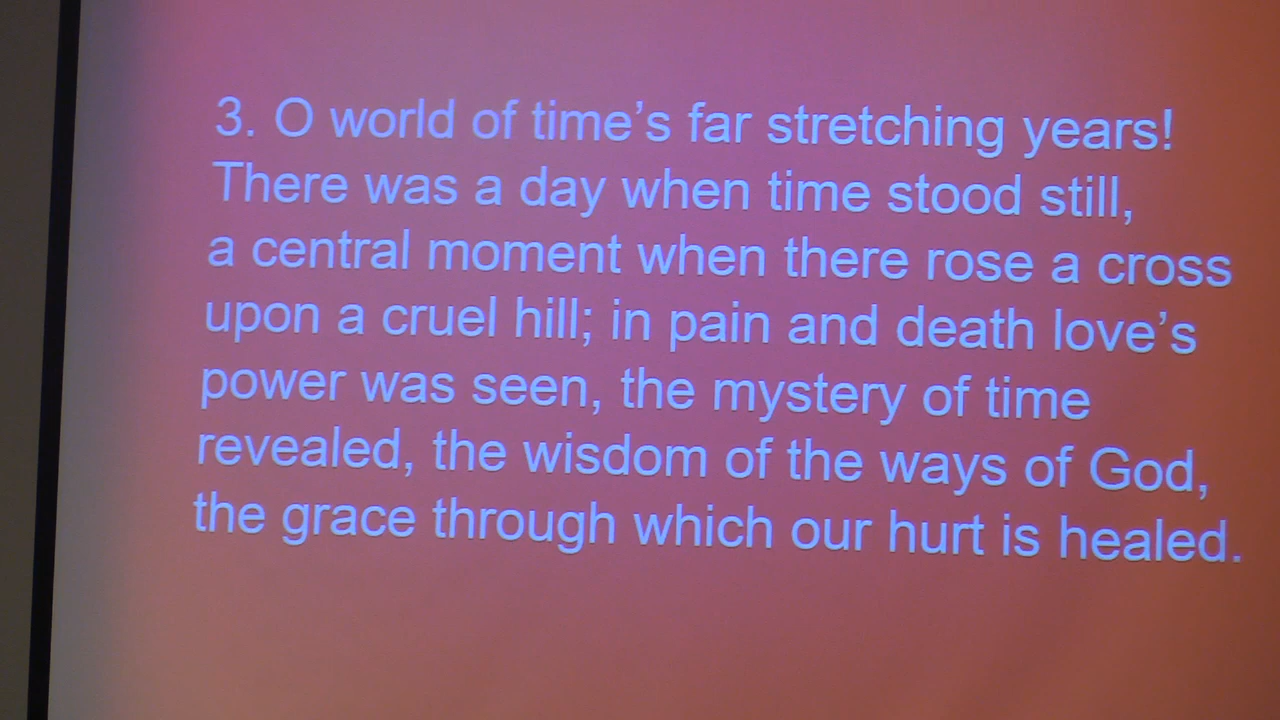 3. O world of time’s far stretching years!
There was a day when time stood still,
a central moment when there rose a cross
upon a cruel hill; in pain and death love’s
power was seen, the mystery of time
revealed, the wisdom of the ways of God,
the grace through which our hurt is healed.